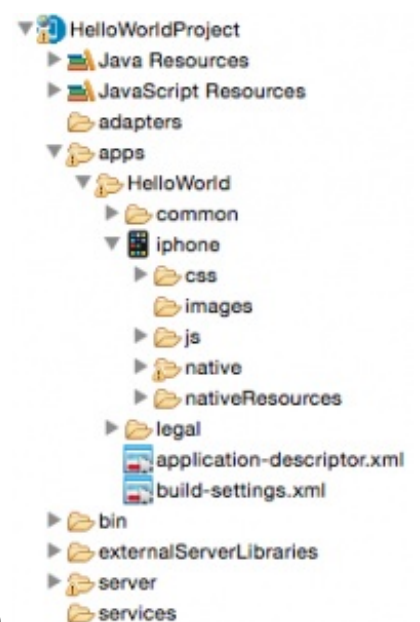 HelloWorldProject
Java Resources
JavaScript Resources
adapters
apps
HelloWorld
common
iphone
css
images
js
native
nativeResources
legal
application-descriptor.xml
build-settings.xml
bin
externalServerLibraries
server
services